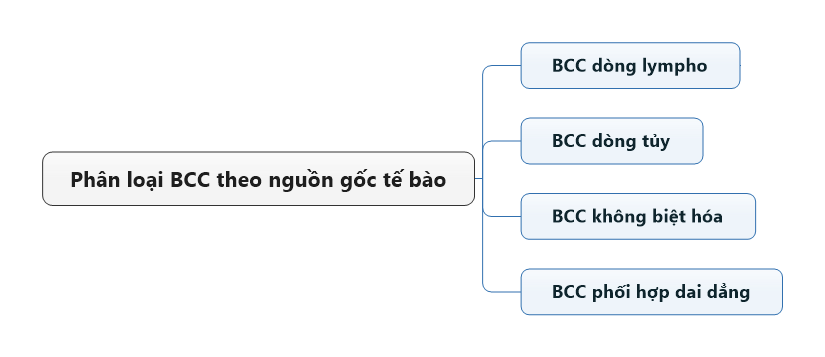 BCC dòng lympho
BCC dòng tủy
Phân loại BCC theo nguồn gốc tế bào
BCC không biệt hóa
BCC phối hợp dai dẳng